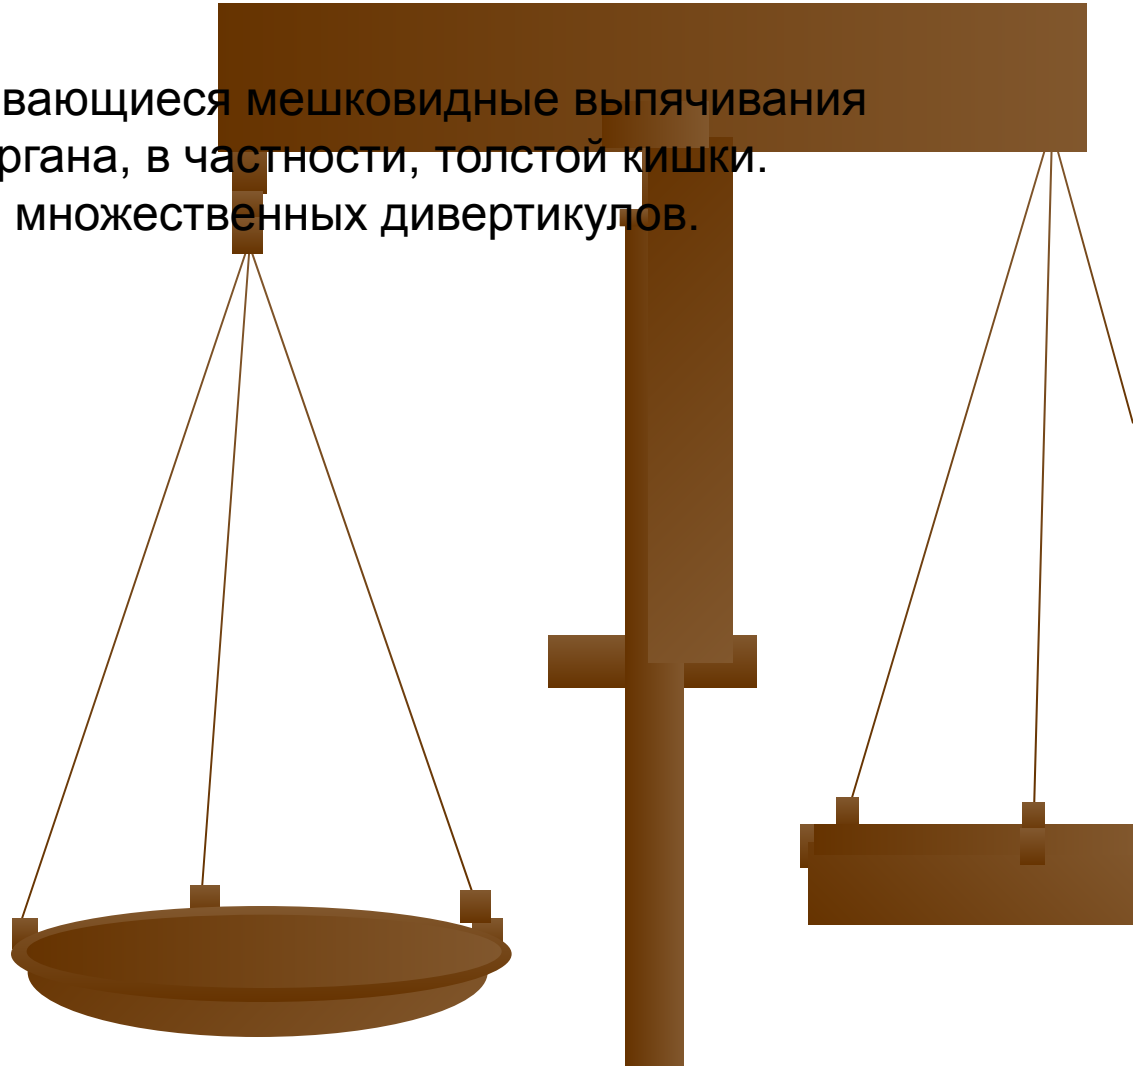 вающиеся мешковидные выпячивания
ргана, в частности, толстой кишки.
множественных дивертикулов.